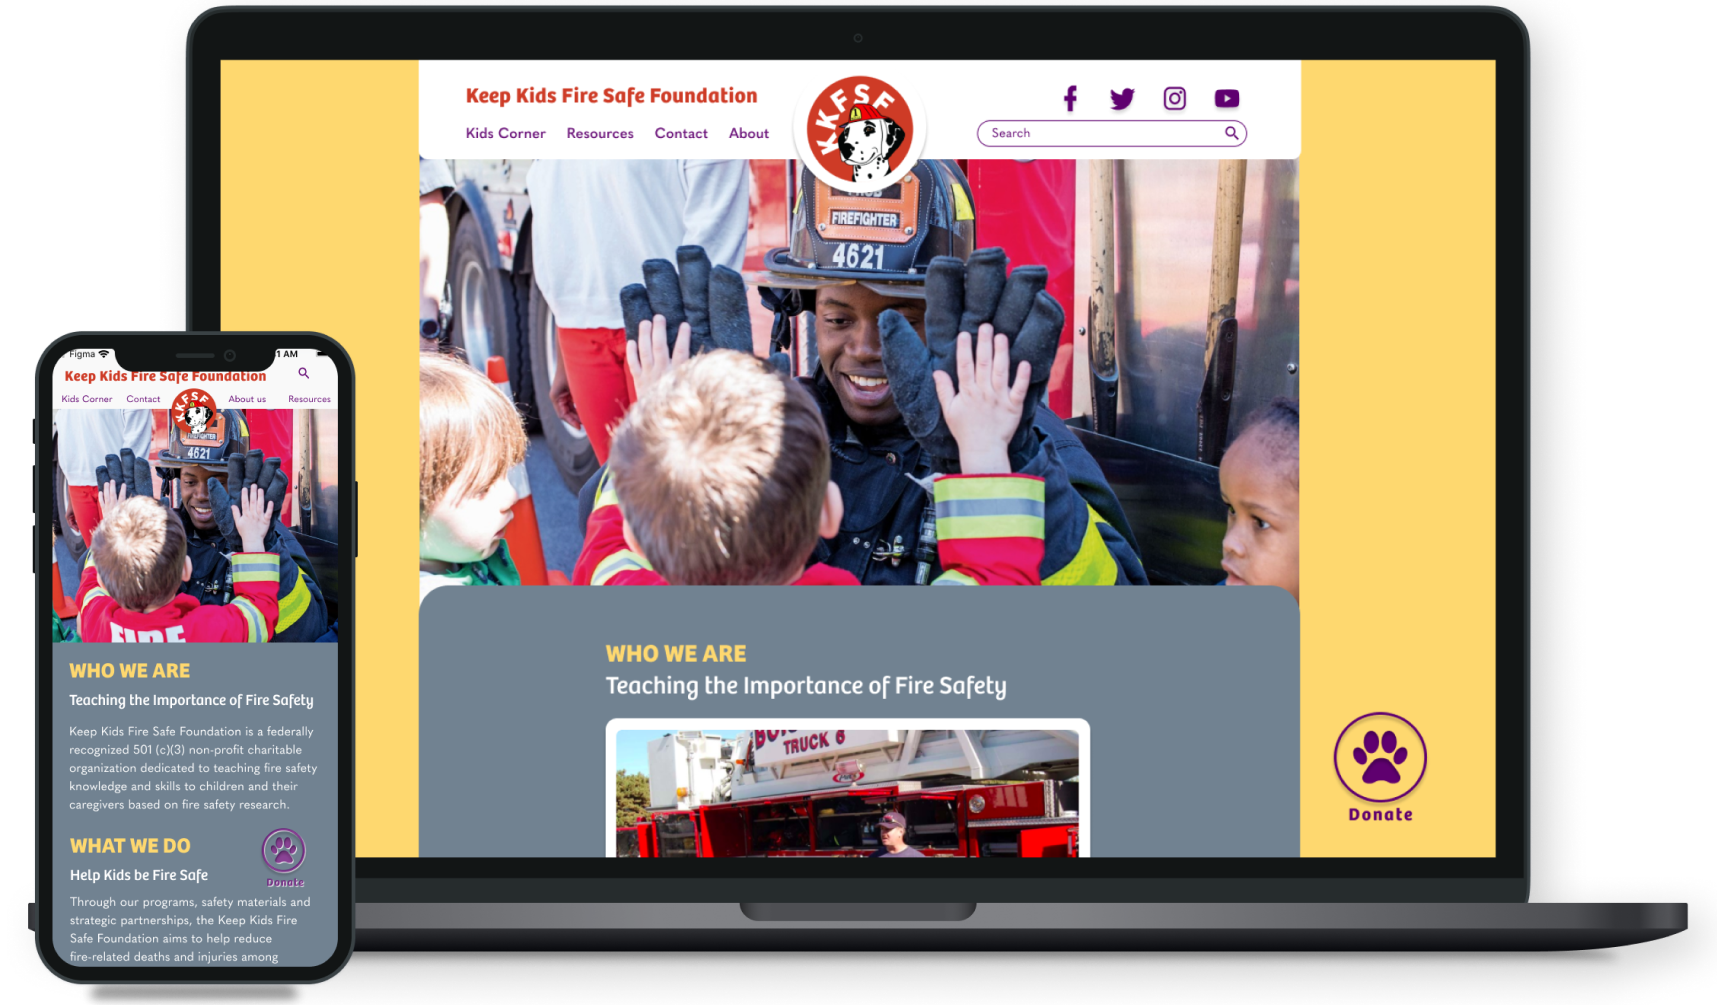 Keep Kids Fire Safe Foundation
Kids Corner Resources Contact About
KKFSF
Search
FIREFIGHTER
4621
WHO WE ARE
Teaching the Importance of Fire Safety
TRUCK 6
Donate
Figma
1 AM
Keep Kids Fire Safe Foundation
Kids Corner Contact About us Resources
KKFSF
FIREFIGHTER
4621
FIRE
WHO WE ARE
Teaching the Importance of Fire Safety
Keep Kids Fire Safe Foundation is a federally
recognized 501 (c)(3) non-profit charitable
organization dedicated to teaching fire safety
knowledge and skills to children and their
caregivers based on fire safety research.
WHAT WE DO
Help Kids be Fire Safe
Donate
Through our programs, safety materials and
strategic partnerships, the Keep Kids Fire
Safe Foundation aims to help reduce
fire-related deaths and injuries among